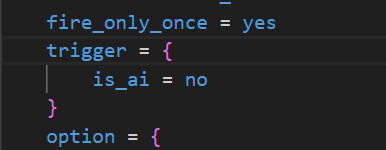 fire_only_once = yes
trigger = {
    is_ai = no
}
option = {